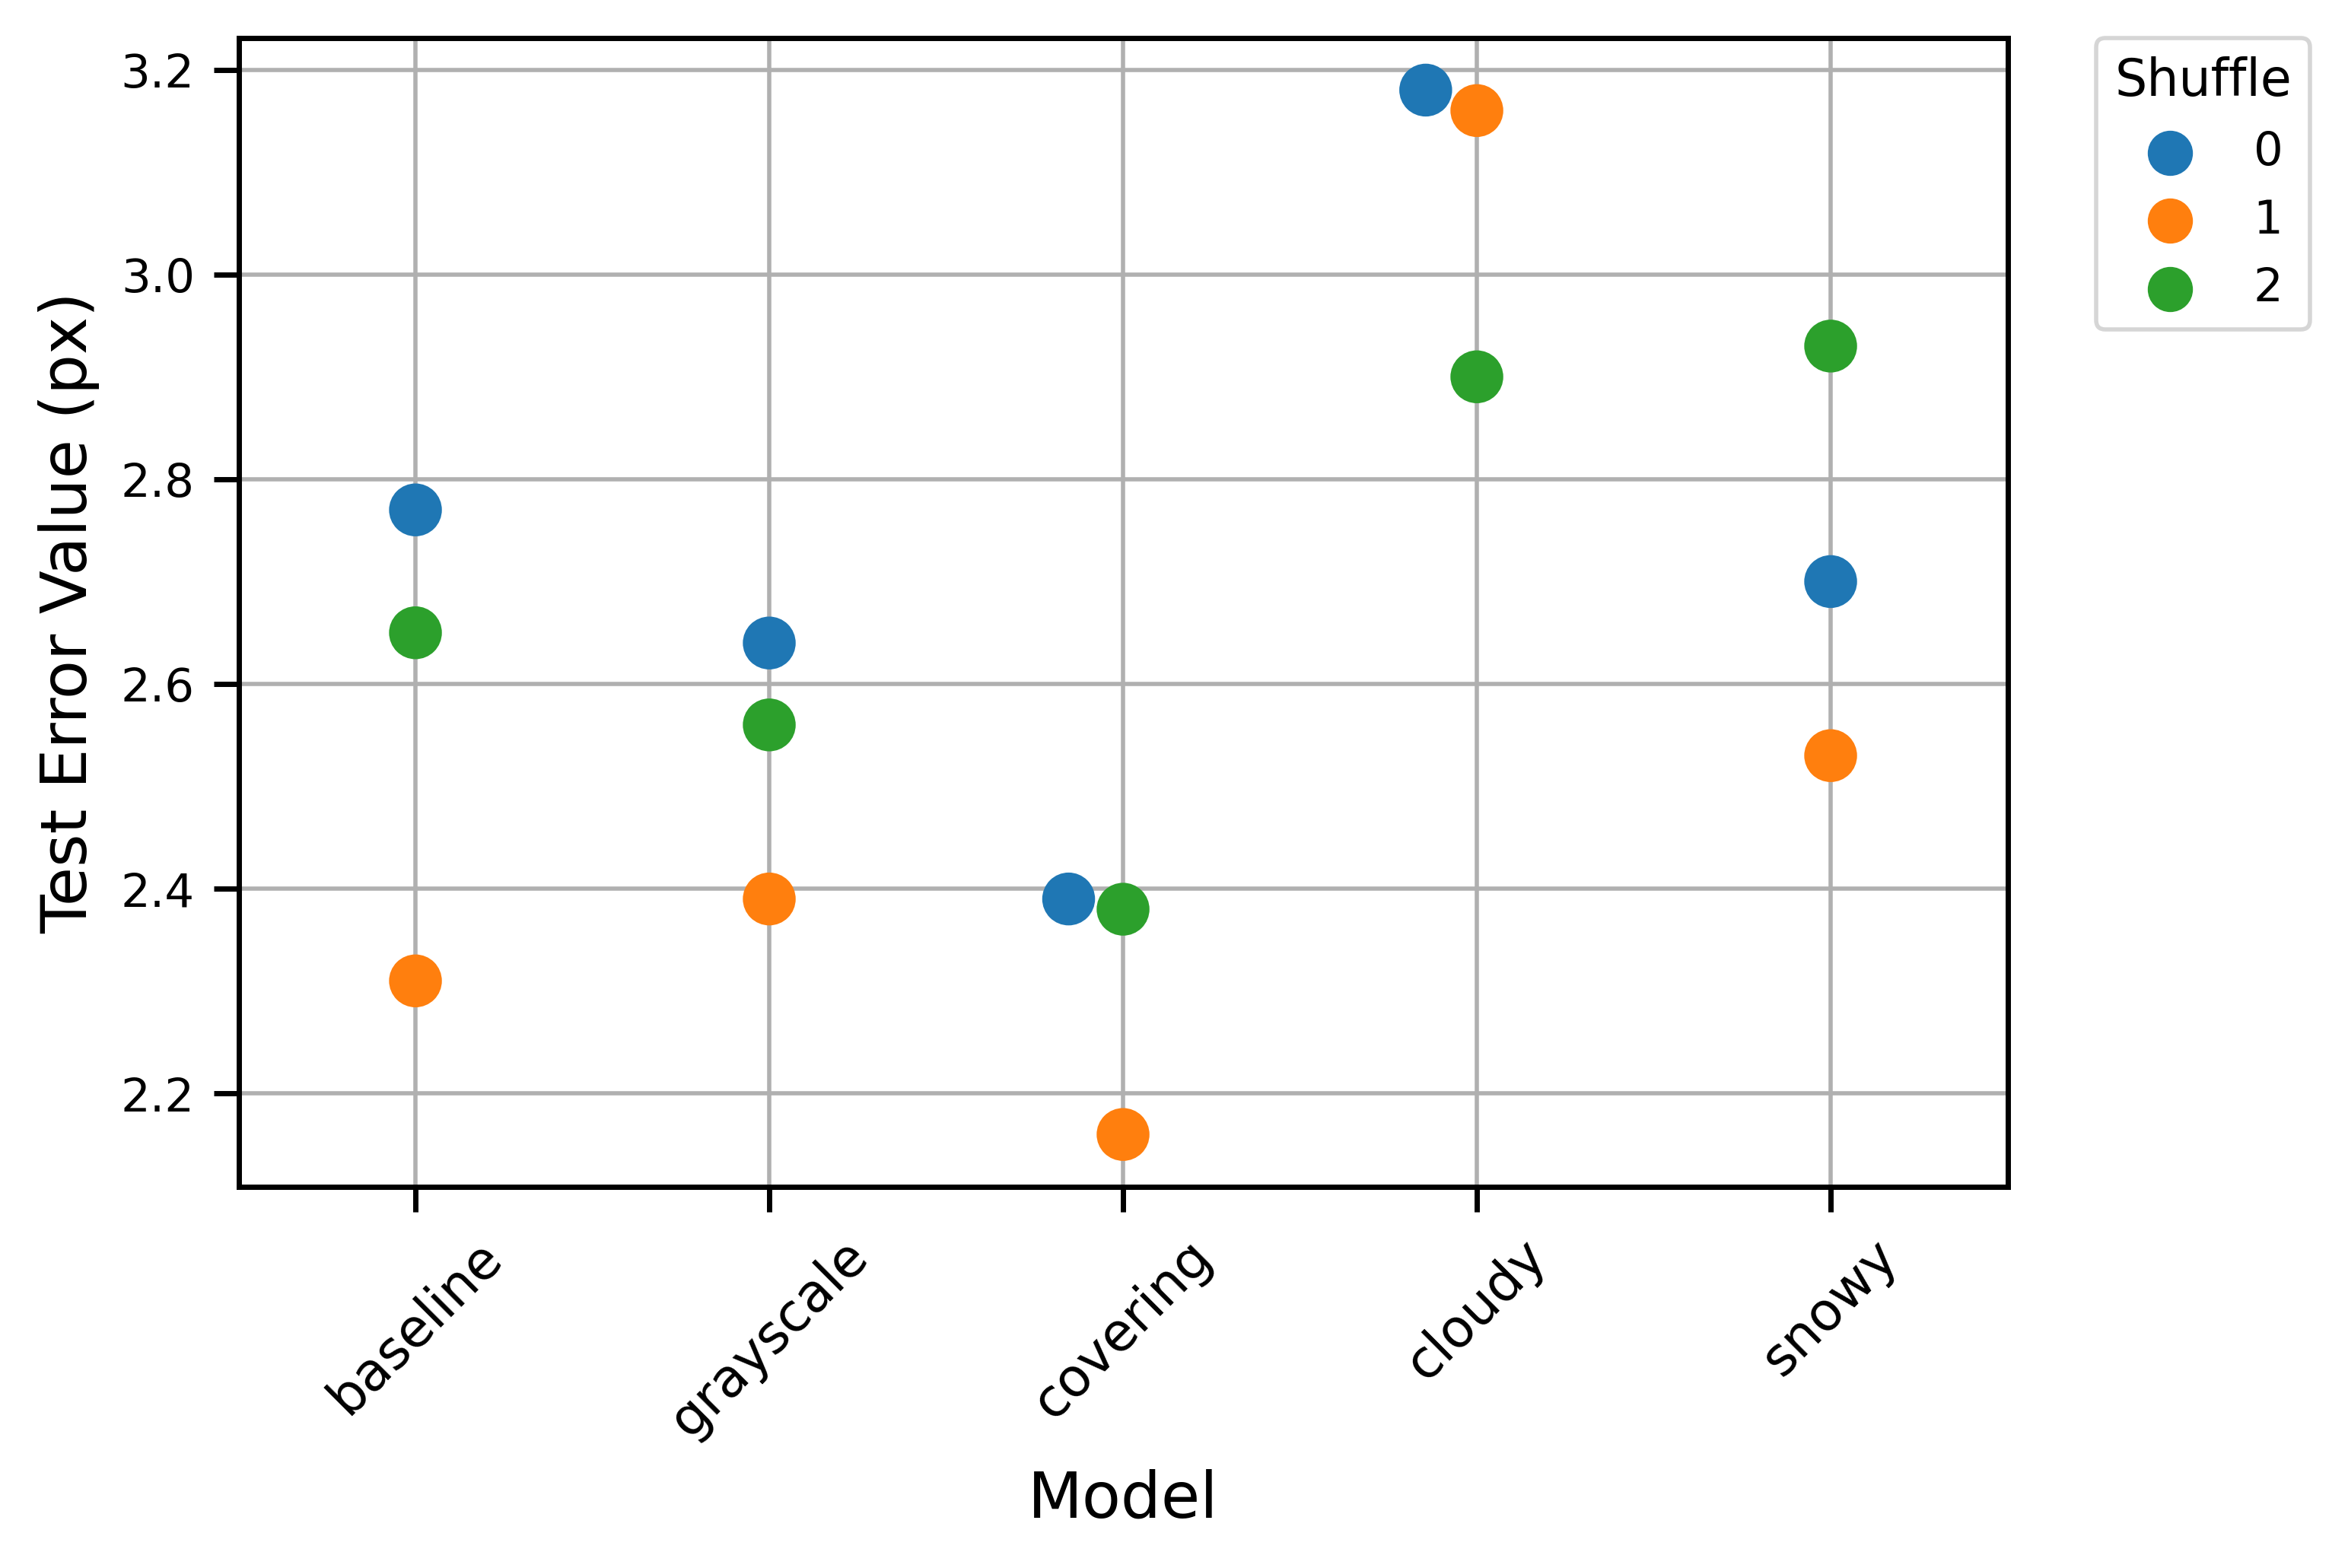 Test Error Value (px)
3.2
3.0
2.8
2.6
2.4
2.2
baseline
grayscale
covering
cloudy
snowy
Model
Shuffle
0
1
2